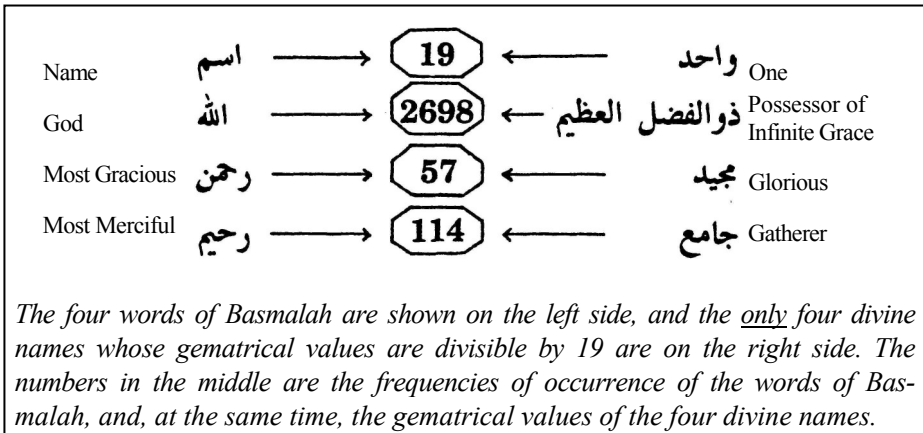 Name اسم 19 واحد One
God الله 2698 ذوالفضل العظيم Possessor of
Infinite Grace
Most Gracious رحمن 57 مجيد Glorious
Most Merciful رحيم 114 جامع Gatherer
The four words of Basmalah are shown on the left side, and the only four divine
names whose gematrical values are divisible by 19 are on the right side. The
numbers in the middle are the frequencies of occurrence of the words of Bas-
malah, and, at the same time, the gematrical values of the four divine names.